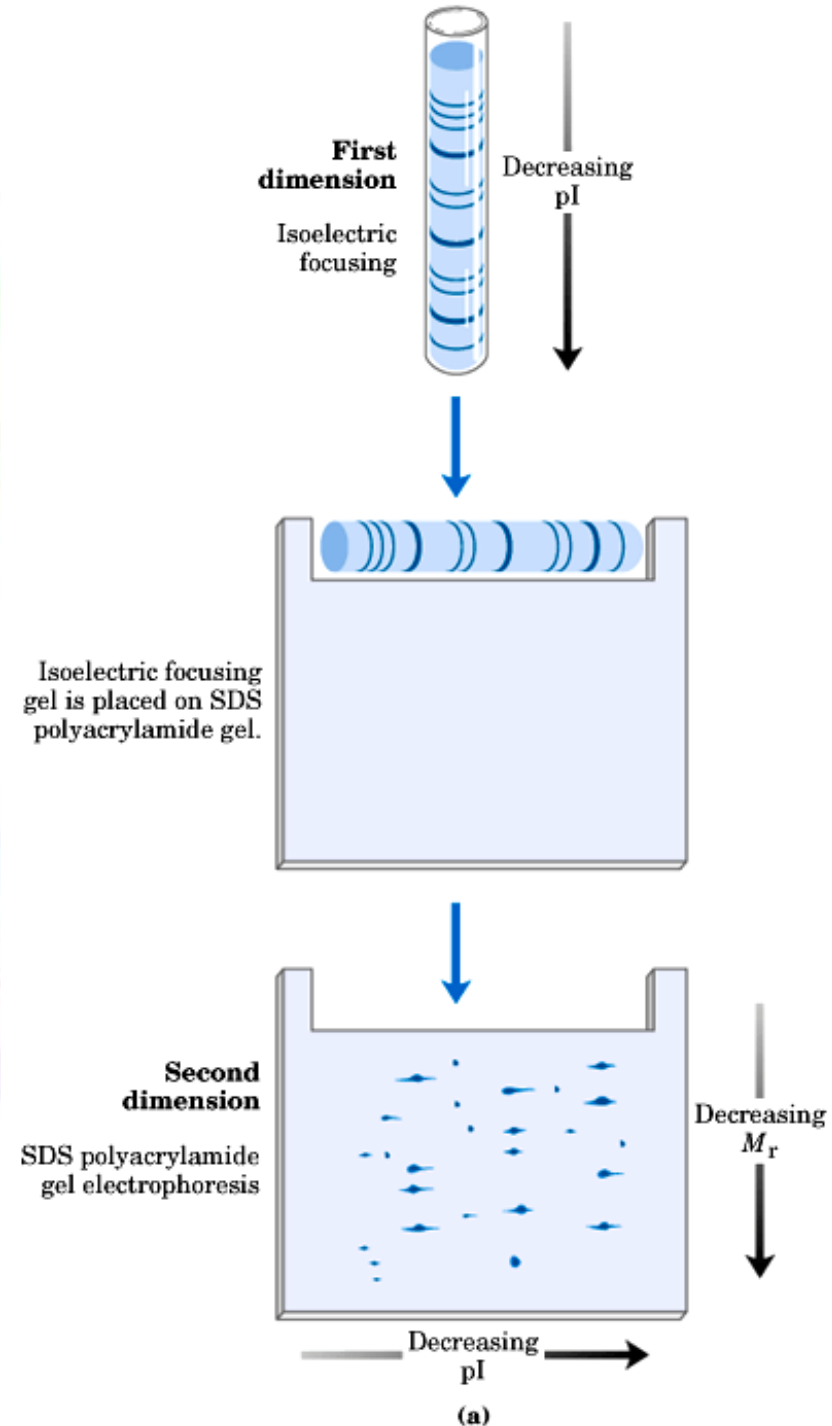 First
dimension
Isoelectric
focusing
Decreasing
pI
Isoelectric focusing
gel is placed on SDS
polyacrylamide gel.
Second
dimension
SDS polyacrylamide
gel electrophoresis
Decreasing
Mr
Decreasing
pI
(a)